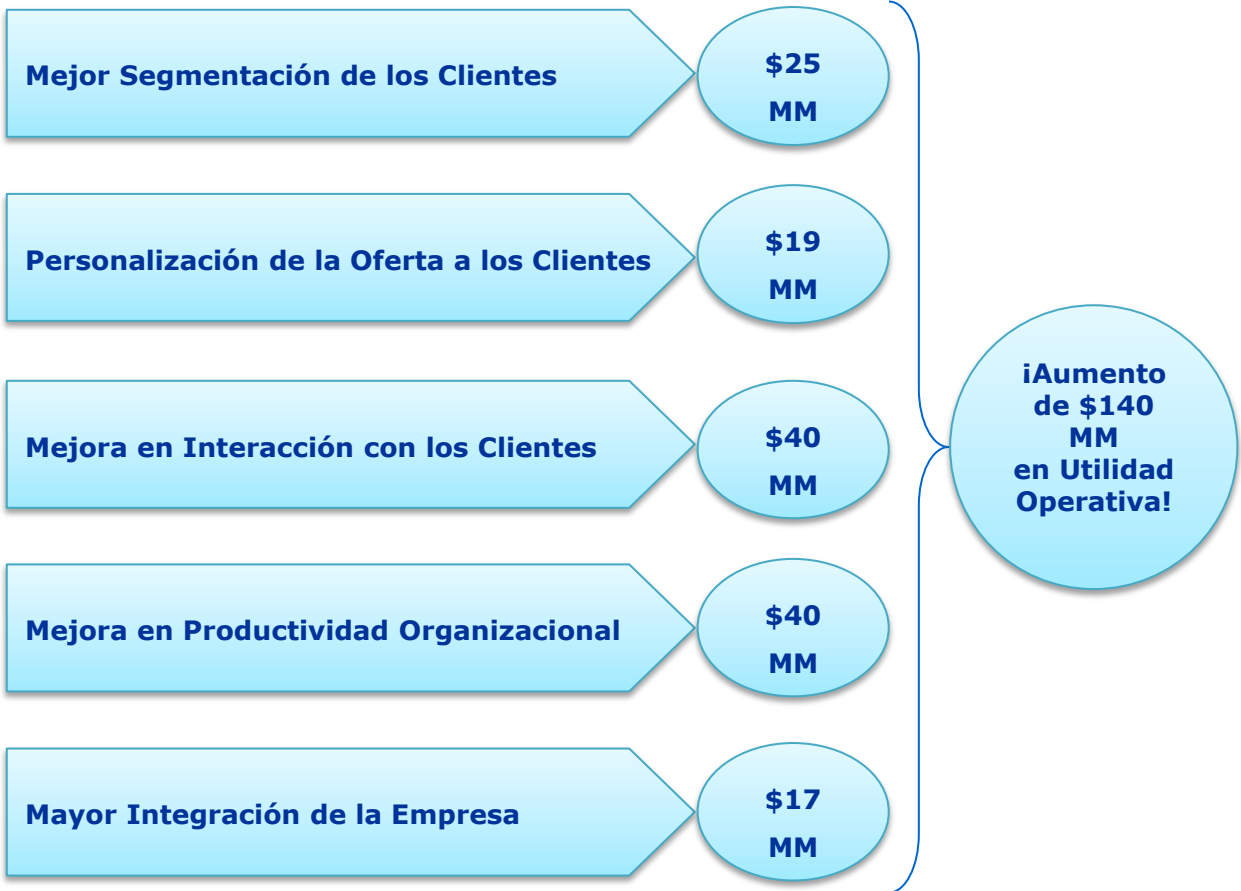 Mejor Segmentación de los Clientes
$25
MM
Personalización de la Oferta a los Clientes
$19
MM
Mejora en Interacción con los Clientes
$40
MM
Mejora en Productividad Organizacional
$40
MM
Mayor Integración de la Empresa
$17
MM
¡Aumento
de $140
MM
en Utilidad
Operativa!